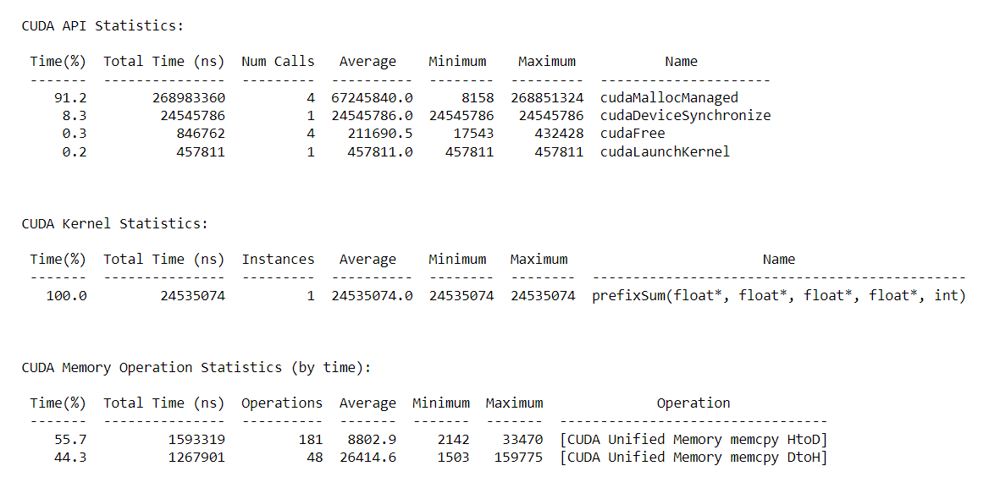 CUDA API Statistics:
Time(%)  Total Time (ns)  Num Calls   Average    Minimum    Maximum           Name
-------  ---------------  ---------  ----------  --------  ---------  ---------------------
   91.2        268983360          4  67245840.0      8158  268851324  cudaMallocManaged
    8.3         24545786          1  24545786.0  24545786   24545786  cudaDeviceSynchronize
    0.3           846762          4    211690.5     17543     432428  cudaFree
    0.2           457811          1    457811.0    457811     457811  cudaLaunchKernel
CUDA Kernel Statistics:
Time(%)  Total Time (ns)  Instances   Average    Minimum   Maximum                       Name
-------  ---------------  ---------  ----------  --------  --------  ----------------------------------------------
  100.0         24535074          1  24535074.0  24535074  24535074  prefixSum(float*, float*, float*, float*, int)
CUDA Memory Operation Statistics (by time):
Time(%)  Total Time (ns)  Operations  Average  Minimum  Maximum              Operation
-------  ---------------  ----------  -------  -------  -------  ---------------------------------
   55.7          1593319         181   8802.9     2142    33470  [CUDA Unified Memory memcpy HtoD]
   44.3          1267901          48  26414.6     1503   159775  [CUDA Unified Memory memcpy DtoH]